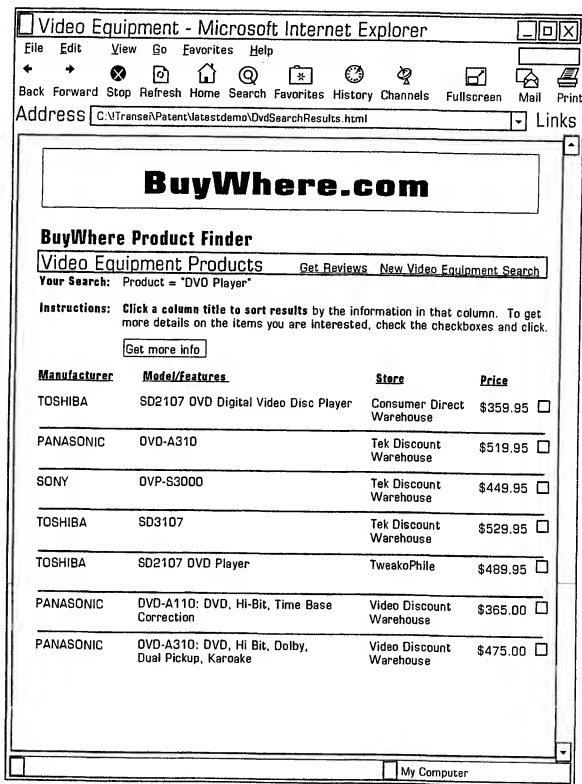 Video Equipment - Microsoft Internet Explorer
File Edit View Go Favorites Help
Back Forward Stop Refresh Home Search Favorites History Channels Fullscreen Mail Print
Address C:\!Transei\Patent\latestdemo\DvdSearchResults.html Links
BuyWhere.com
BuyWhere Product Finder
Video Equipment Products Get Reviews New Video Equipment Search
Your Search: Product = "DVD Player"
Instructions: Click a column title to sort results by the information in that column. To get
more details on the items you are interested, check the checkboxes and click.
Get more info
Manufacturer Model/Features Store Price
TOSHIBA SD2107 DVD Digital Video Disc Player Consumer Direct
Warehouse $359.95
PANASONIC DVD-A310 Tek Discount
Warehouse $519.95
SONY DVP-S3000 Tek Discount
Warehouse $449.95
TOSHIBA SD3107 Tek Discount
Warehouse $529.95
TOSHIBA SD2107 DVD Player TweakoPhile $489.95
PANASONIC DVD-A110: DVD, Hi-Bit, Time Base
Correction Video Discount
Warehouse $365.00
PANASONIC DVD-A310: DVD, Hi Bit, Dolby,
Dual Pickup, Karoake Video Discount
Warehouse $475.00
My Computer